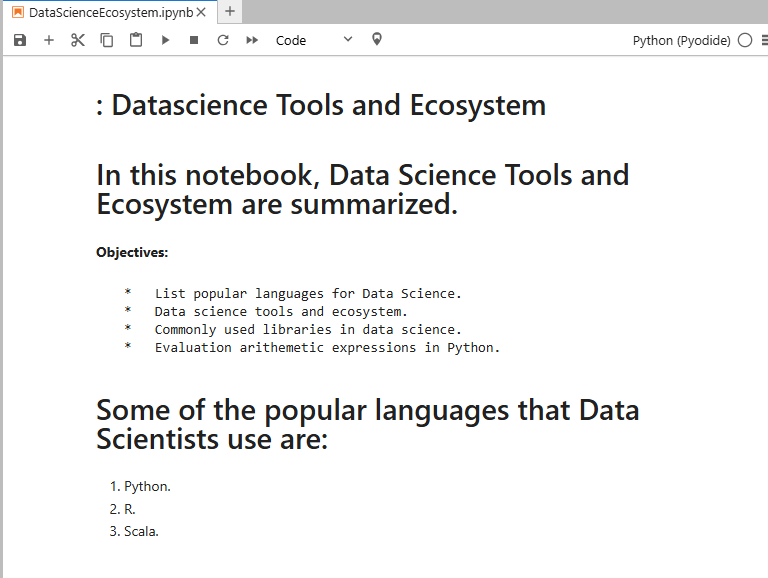 DataScienceEcosystem.ipynb
Code
Python (Pyodide)
: Datascience Tools and Ecosystem
In this notebook, Data Science Tools and
Ecosystem are summarized.
Objectives:
* List popular languages for Data Science.
* Data science tools and ecosystem.
* Commonly used libraries in data science.
* Evaluation arithemetic expressions in Python.
Some of the popular languages that Data
Scientists use are:
1. Python.
2. R.
3. Scala.